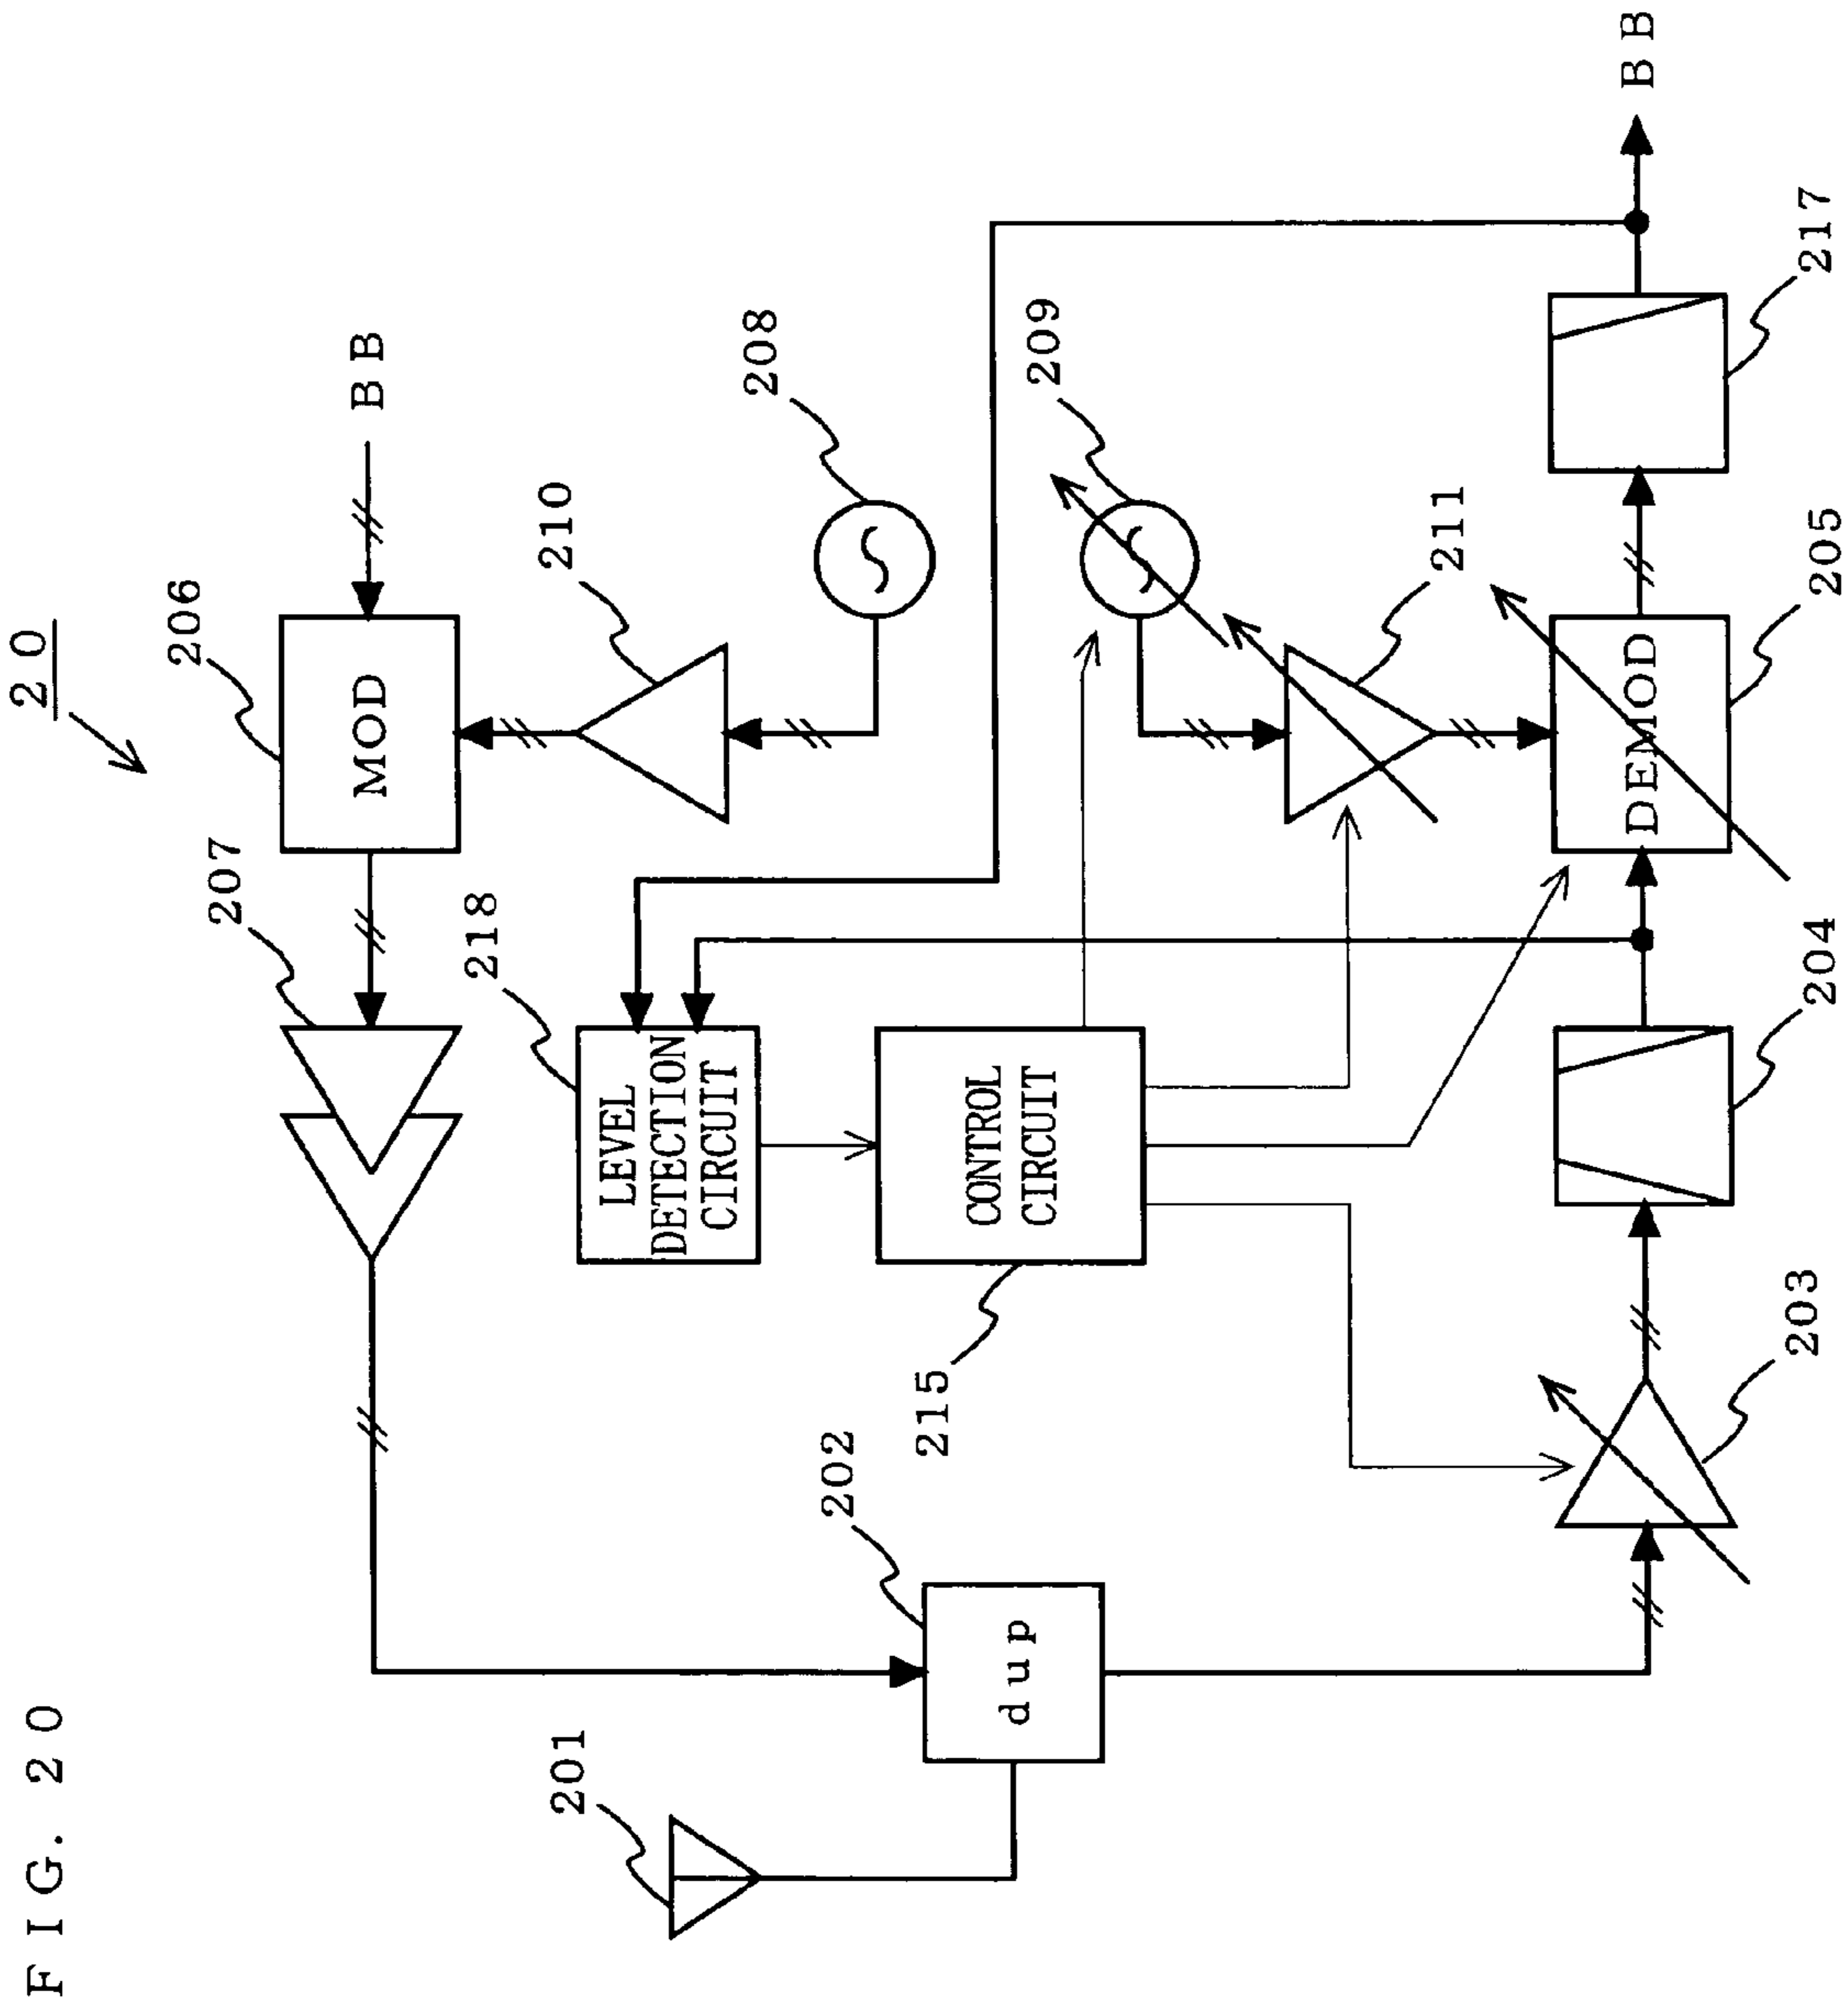 FIG. 20
20
201
202
207
206
MOD
BB
210
208
218
LEVEL
DETECTION
CIRCUIT
215
CONTROL
CIRCUIT
209
211
dup
203
204
205
DEMOD
217
BB